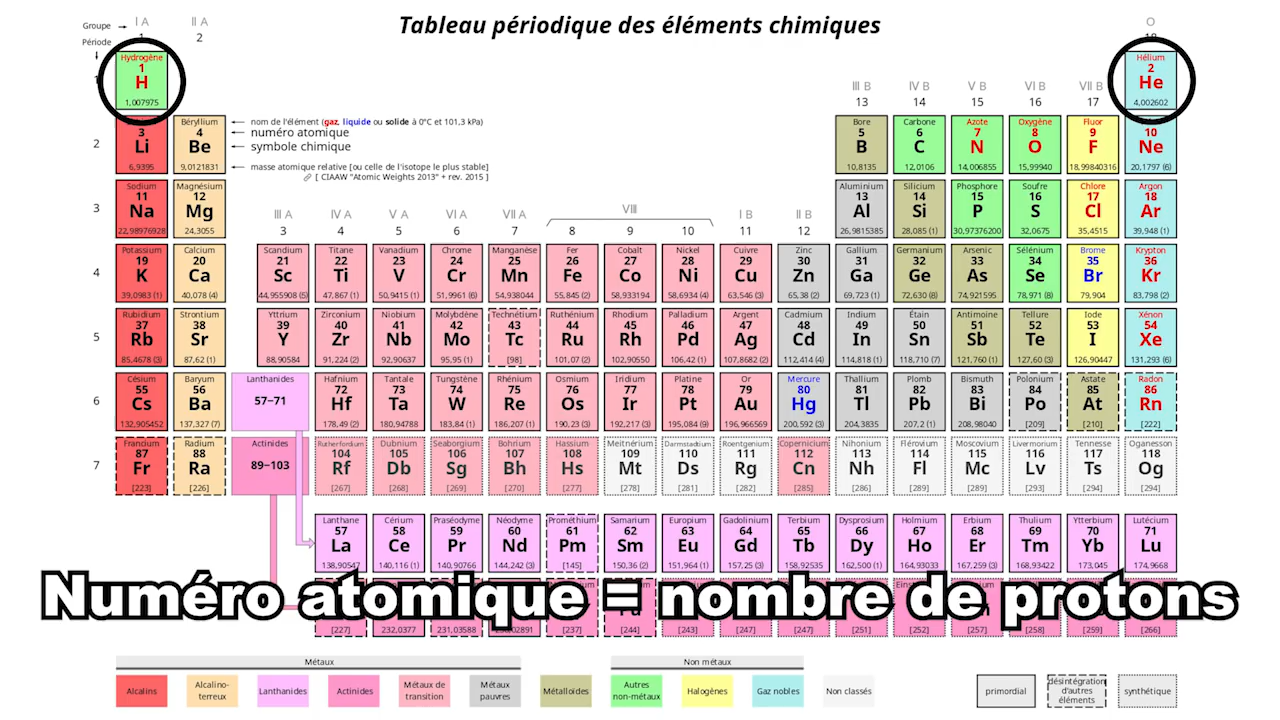 Tableau périodique des éléments chimiques
Groupe → I A II A O
1 2 18
Période
III B IV B V B VI B VII B
13 14 15 16 17
Hydrogène 1 H 1,007975
Hélium 2 He 4,002602
nom de l'élément (gaz, liquide ou solide à 0°C et 101,3 kPa)
numéro atomique
symbole chimique
masse atomique relative [ou celle de l'isotope le plus stable]
[ CIAAW "Atomic Weights 2013" + rev. 2015 ]
2
3 Li 6,9395
Béryllium 4 Be 9,0121831
Bore 5 B 10,8135
Carbone 6 C 12,0106
Azote 7 N 14,006855
Oxygène 8 O 15,99940
Fluor 9 F 18,99840316
10 Ne 20,1797 (6)
3
Sodium 11 Na 22,98976928
Magnésium 12 Mg 24,3055
Aluminium 13 Al 26,9815385
Silicium 14 Si 28,085 (1)
Phosphore 15 P 30,97376200
Soufre 16 S 32,0675
Chlore 17 Cl 35,4515
Argon 18 Ar 39,948 (1)
III A IV A V A VI A VII A VIII I B II B
3 4 5 6 7 8 9 10 11 12
4
Potassium 19 K 39,0983 (1)
Calcium 20 Ca 40,078 (4)
Scandium 21 Sc 44,955908 (5)
Titane 22 Ti 47,867 (1)
Vanadium 23 V 50,9415 (1)
Chrome 24 Cr 51,9961 (6)
Manganèse 25 Mn 54,938044
Fer 26 Fe 55,845 (2)
Cobalt 27 Co 58,933194
Nickel 28 Ni 58,6934 (4)
Cuivre 29 Cu 63,546 (3)
Zinc 30 Zn 65,38 (2)
Gallium 31 Ga 69,723 (1)
Germanium 32 Ge 72,630 (8)
Arsenic 33 As 74,921595
Sélénium 34 Se 78,971 (8)
Brome 35 Br 79,904
Krypton 36 Kr 83,798 (2)
5
Rubidium 37 Rb 85,4678 (3)
Strontium 38 Sr 87,62 (1)
Yttrium 39 Y 88,90584
Zirconium 40 Zr 91,224 (2)
Niobium 41 Nb 92,90637
Molybdène 42 Mo 95,95 (1)
Technétium 43 Tc [98]
Ruthénium 44 Ru 101,07 (2)
Rhodium 45 Rh 102,90550
Palladium 46 Pd 106,42 (1)
Argent 47 Ag 107,8682 (2)
Cadmium 48 Cd 112,414 (4)
Indium 49 In 114,818 (1)
Étain 50 Sn 118,710 (7)
Antimoine 51 Sb 121,760 (1)
Tellure 52 Te 127,60 (3)
Iode 53 I 126,90447
Xénon 54 Xe 131,293 (6)
6
Césium 55 Cs 132,905452
Baryum 56 Ba 137,327 (7)
Lanthanides 57–71
Hafnium 72 Hf 178,49 (2)
Tantale 73 Ta 180,94788
Tungstène 74 W 183,84 (1)
Rhénium 75 Re 186,207 (1)
Osmium 76 Os 190,23 (3)
Iridium 77 Ir 192,217 (3)
Platine 78 Pt 195,084 (9)
Or 79 Au 196,966569
Mercure 80 Hg 200,592 (3)
Thallium 81 Tl 204,3835
Plomb 82 Pb 207,2 (1)
Bismuth 83 Bi 208,98040
Polonium 84 Po [209]
Astate 85 At [210]
Radon 86 Rn [222]
7
Francium 87 Fr [223]
Radium 88 Ra [226]
Actinides 89–103
Rutherfordium 104 Rf [267]
Dubnium 105 Db [268]
Seaborgium 106 Sg [269]
Bohrium 107 Bh [270]
Hassium 108 Hs [277]
Meitnérium 109 Mt [278]
Darmstadtium 110 Ds [281]
Roentgenium 111 Rg [282]
Copernicium 112 Cn [285]
Nihonium 113 Nh [286]
Flérovium 114 Fl [289]
Moscovium 115 Mc [289]
Livermorium 116 Lv [293]
Tennesse 117 Ts [294]
Oganesson 118 Og [294]
Lanthane 57 La 138,90547
Cérium 58 Ce 140,116 (1)
Praséodyme 59 Pr 140,90766
Néodyme 60 Nd 144,242 (3)
Prométhium 61 Pm [145]
Samarium 62 Sm 150,36 (2)
Europium 63 Eu 151,964 (1)
Gadolinium 64 Gd 157,25 (3)
Terbium 65 Tb 158,92535
Dysprosium 66 Dy 162,500 (1)
Holmium 67 Ho 164,93033
Erbium 68 Er 167,259 (3)
Thulium 69 Tm 168,93422
Ytterbium 70 Yb 173,045
Lutécium 71 Lu 174,9668
Numéro atomique = nombre de protons
[227] 232,0377 231,03588 [237] [244] [243] [247] [247] [251] [252] [257] [258] [259] [266]
Métaux Non métaux
Alcalins
Alcalino-terreux
Lanthanides
Actinides
Métaux de transition
Métaux pauvres
Métalloïdes
Autres non-métaux
Halogènes
Gaz nobles
Non classés
primordial
désintégration d'autres éléments
synthétique